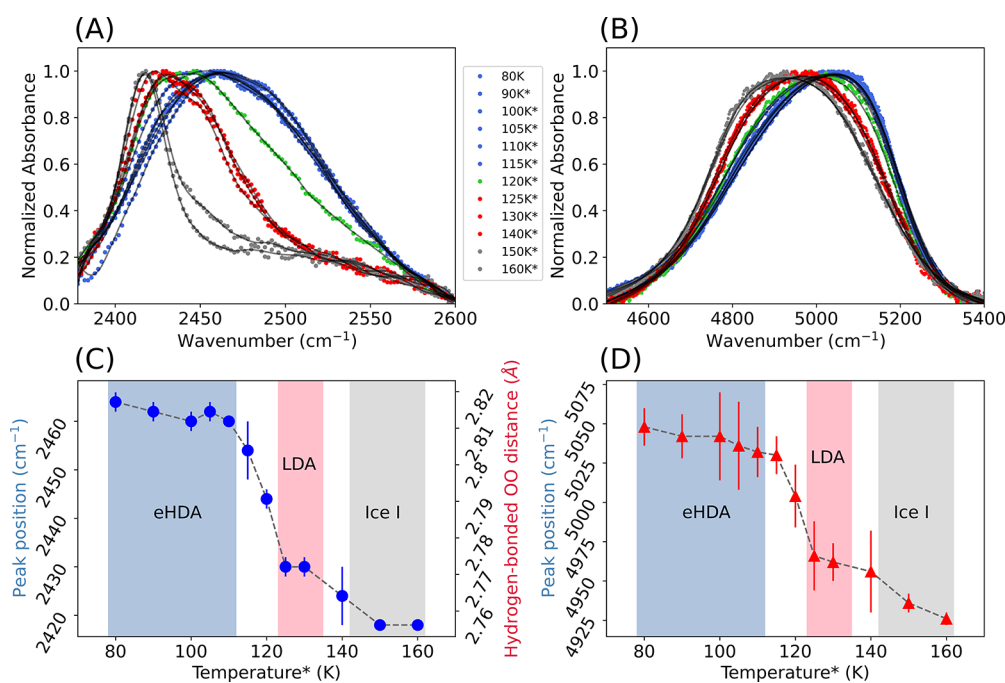 (A)
Normalized Absorbance
1.0
0.8
0.6
0.4
0.2
0.0
2400 2450 2500 2550 2600
Wavenumber (cm⁻¹)
80K
90K*
100K*
105K*
110K*
115K*
120K*
125K*
130K*
140K*
150K*
160K*
(B)
Normalized Absorbance
1.0
0.8
0.6
0.4
0.2
0.0
4600 4800 5000 5200 5400
Wavenumber (cm⁻¹)
(C)
Peak position (cm⁻¹)
2460
2450
2440
2430
2420
eHDA
LDA
Ice I
80 100 120 140 160
Temperature* (K)
2.82
2.81
2.8
2.79
2.78
2.77
2.76
Hydrogen-bonded OO distance (Å)
(D)
Peak position (cm⁻¹)
5075
5050
5025
5000
4975
4950
4925
eHDA
LDA
Ice I
80 100 120 140 160
Temperature* (K)